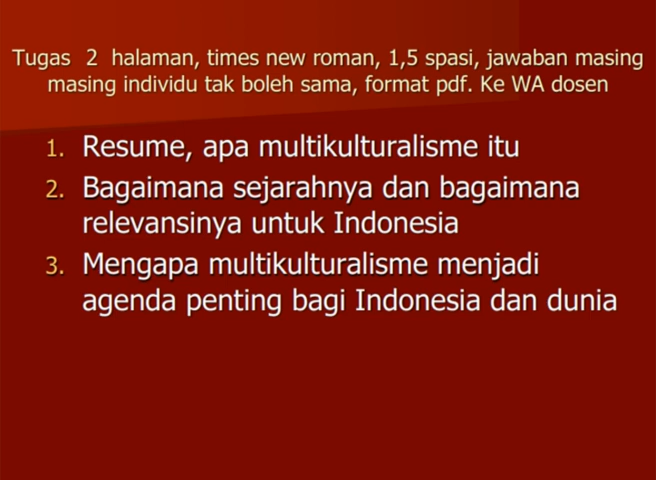 Tugas 2 halaman, times new roman, 1,5 spasi, jawaban masing
masing individu tak boleh sama, format pdf. Ke WA dosen
1. Resume, apa multikulturalisme itu
2. Bagaimana sejarahnya dan bagaimana
relevansinya untuk Indonesia
3. Mengapa multikulturalisme menjadi
agenda penting bagi Indonesia dan dunia